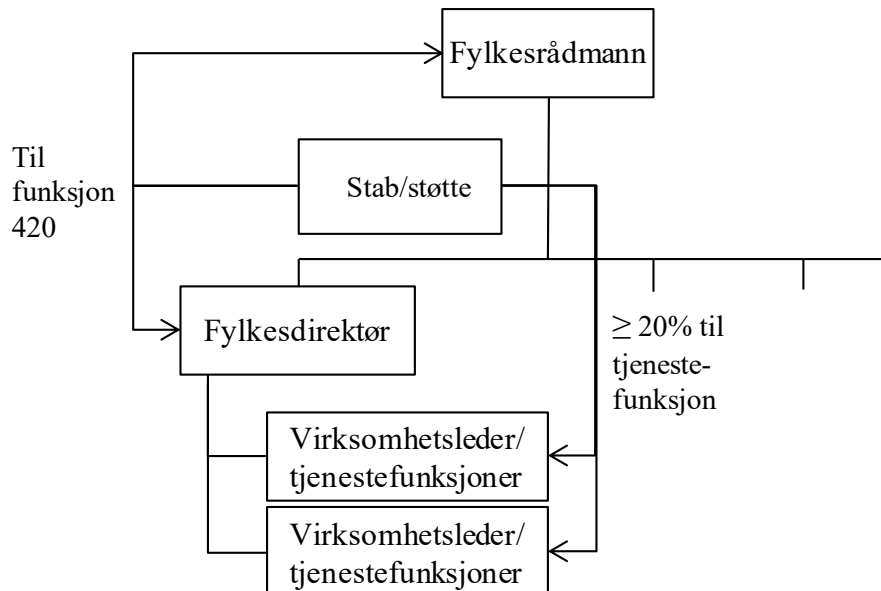 Fylkesrådmann
Til
funksjon
420
Stab/støtte
Fylkesdirektør
≥ 20% til
tjeneste-
funksjon
Virksomhetsleder/
tjenestefunksjoner
Virksomhetsleder/
tjenestefunksjoner